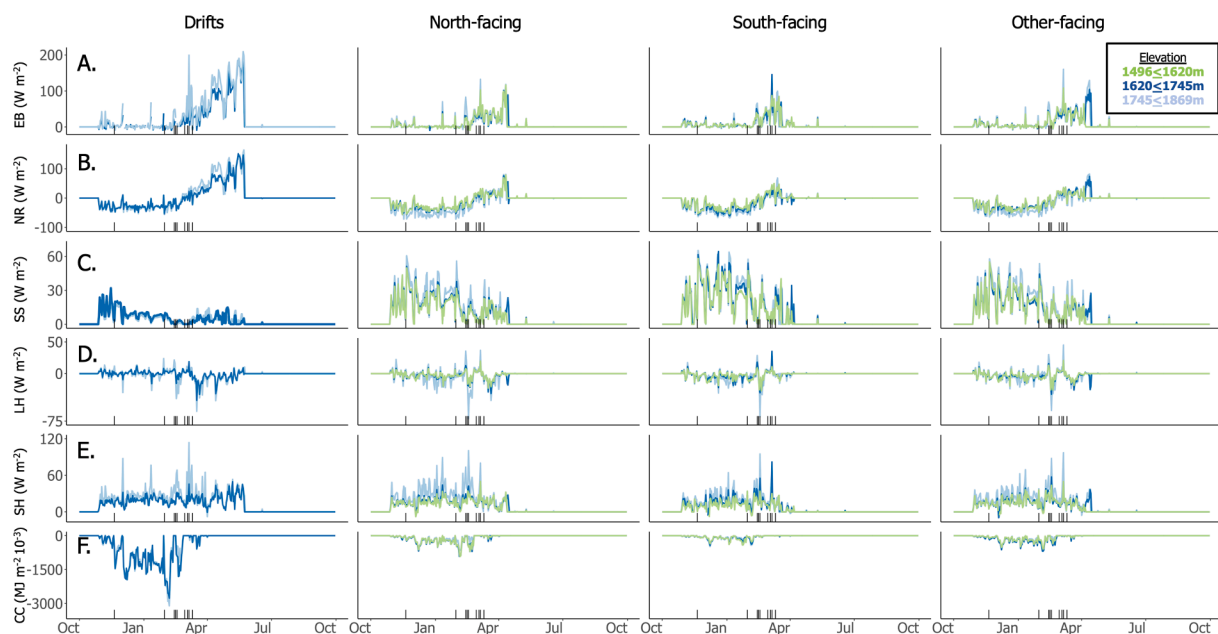 Drifts North-facing South-facing Other-facing
Elevation
1496≤1620m
1620≤1745m
1745≤1869m
A.
EB (W m⁻²)
200
100
0
B.
NR (W m⁻²)
100
0
-100
C.
SS (W m⁻²)
60
30
0
D.
LH (W m⁻²)
50
0
-75
E.
SH (W m⁻²)
120
60
0
F.
CC (MJ m⁻² 10⁻³)
0
-1500
-3000
Oct Jan Apr Jul Oct Oct Jan Apr Jul Oct Oct Jan Apr Jul Oct Oct Jan Apr Jul Oct